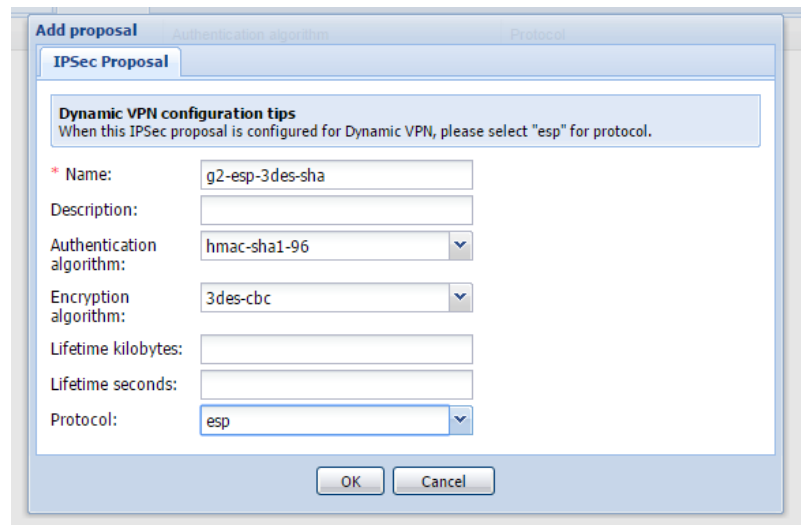 Add proposal
Authentication algorithm Protocol
IPSec Proposal
Dynamic VPN configuration tips
When this IPSec proposal is configured for Dynamic VPN, please select "esp" for protocol.
* Name: g2-esp-3des-sha
Description:
Authentication algorithm: hmac-sha1-96
Encryption algorithm: 3des-cbc
Lifetime kilobytes:
Lifetime seconds:
Protocol: esp
OK Cancel